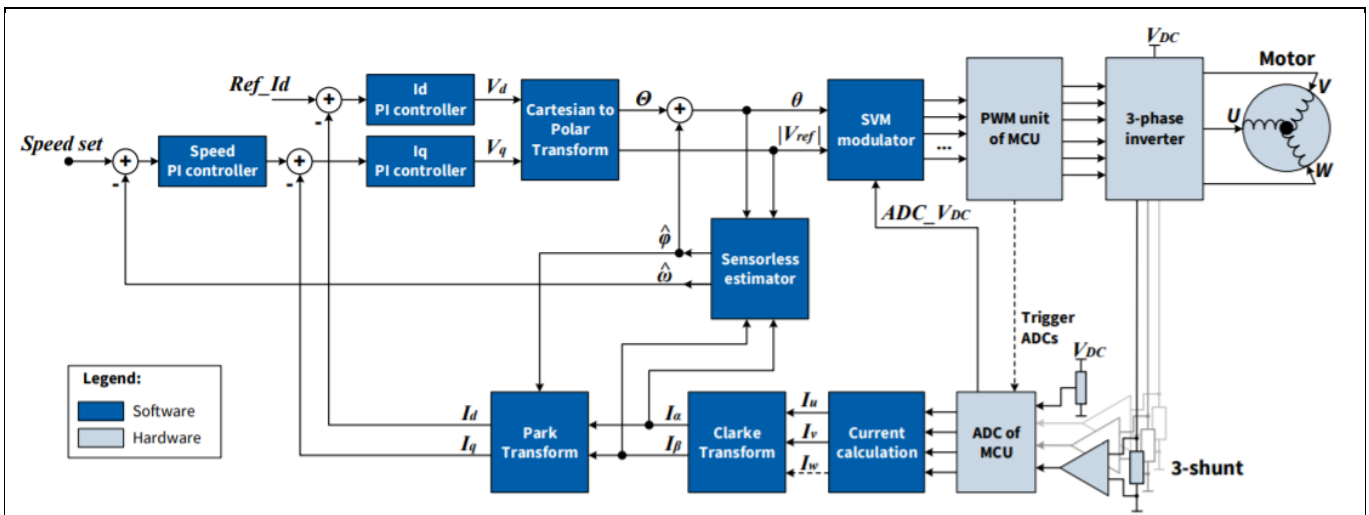 V_DC
Motor
Ref_Id
+
-
Id
PI controller
V_d
Cartesian to
Polar
Transform
Θ
+
θ
SVM
modulator
...
PWM unit
of MCU
3-phase
inverter
V
U
W
Speed set
+
-
Speed
PI controller
+
-
Iq
PI controller
V_q
|V_ref|
ADC_V_DC
φ̂
ω̂
Sensorless
estimator
Trigger
ADCs
V_DC
Legend:
Software
Hardware
I_d
I_q
Park
Transform
I_α
I_β
Clarke
Transform
I_u
I_v
I_w
Current
calculation
ADC of
MCU
3-shunt